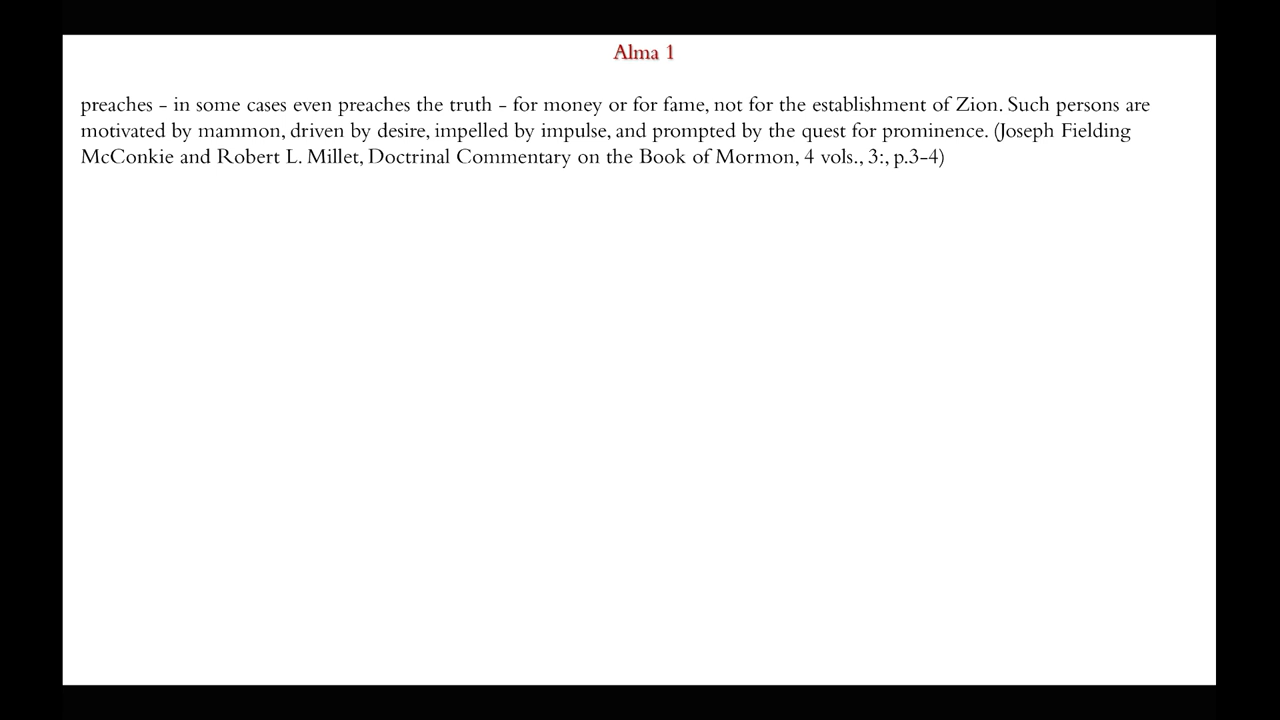 Alma 1
preaches - in some cases even preaches the truth - for money or for fame, not for the establishment of Zion. Such persons are
motivated by mammon, driven by desire, impelled by impulse, and prompted by the quest for prominence. (Joseph Fielding
McConkie and Robert L. Millet, Doctrinal Commentary on the Book of Mormon, 4 vols., 3:, p.3-4)